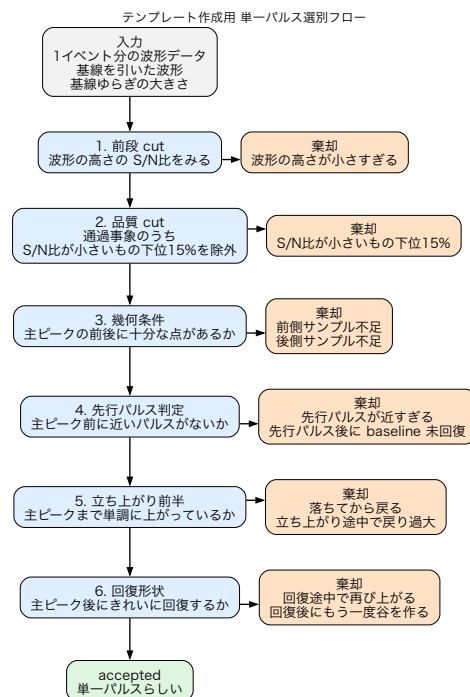 テンプレート作成用 単一パルス選別フロー
入力
1イベント分の波形データ
基線を引いた波形
基線ゆらぎの大きさ
1. 前段 cut
波形の高さの S/N比をみる
棄却
波形の高さが小さすぎる
2. 品質 cut
通過事象のうち
S/N比が小さいもの下位15%を除外
棄却
S/N比が小さいもの下位15%
3. 幾何条件
主ピークの前後に十分な点があるか
棄却
前側サンプル不足
後側サンプル不足
4. 先行パルス判定
主ピーク前に近いパルスがないか
棄却
先行パルスが近すぎる
先行パルス後に baseline 未回復
5. 立ち上がり前半
主ピークまで単調に上がっているか
棄却
落ちてから戻る
立ち上がり途中で戻り過大
6. 回復形状
主ピーク後にきれいに回復するか
棄却
回復途中で再び上がる
回復後にもう一度谷を作る
accepted
単一パルスらしい